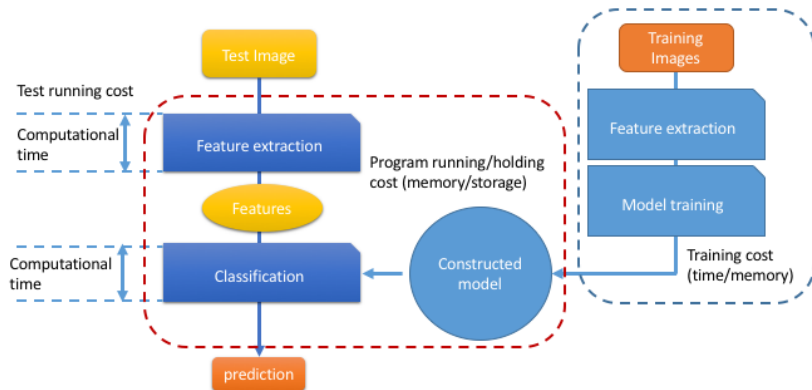 Test Image
Training
Images
Test running cost
Computational
time
Feature extraction
Feature extraction
Program running/holding
cost (memory/storage)
Features
Model training
Computational
time
Classification
Constructed
model
Training cost
(time/memory)
prediction